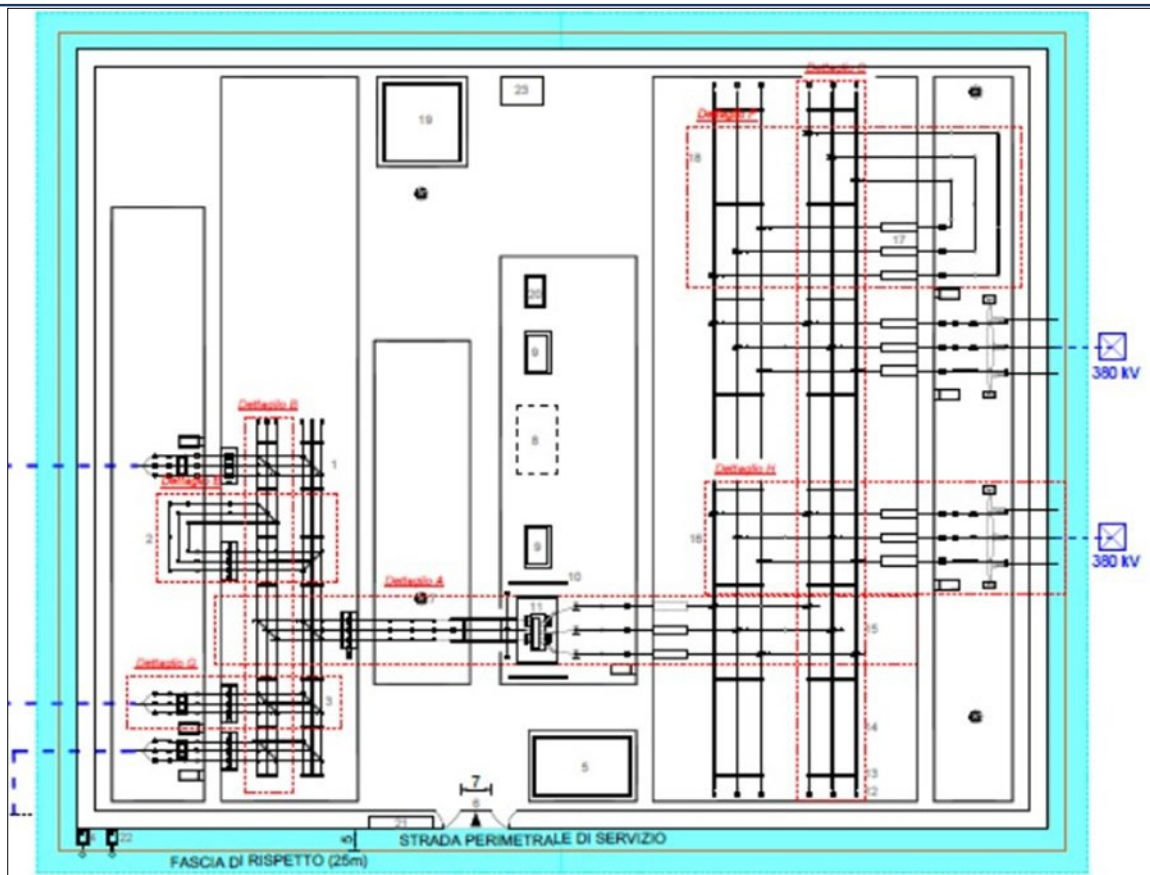 23
19
Dettaglio C
Dettaglio F
18
17
20
9
380 kV
8
Dettaglio B
1
Dettaglio H
2
9
16
380 kV
10
Dettaglio A
11
15
Dettaglio G
3
14
5
7
13
6
12
21
22
5
STRADA PERIMETRALE DI SERVIZIO
FASCIA DI RISPETTO (25m)